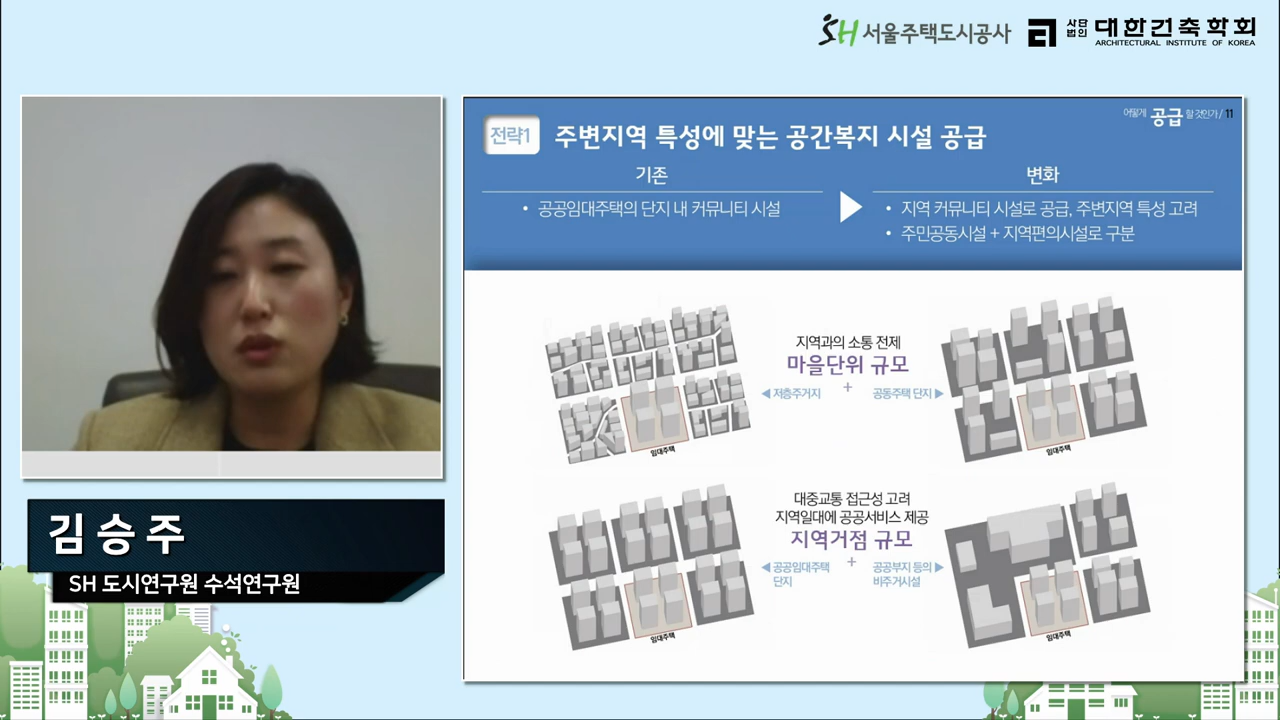 SH 서울주택도시공사
사단법인 대한건축학회
ARCHITECTURAL INSTITUTE OF KOREA
어떻게 공급 할 것인가 / 11
전략1 주변지역 특성에 맞는 공간복지 시설 공급
기존
• 공공임대주택의 단지 내 커뮤니티 시설
변화
• 지역 커뮤니티 시설로 공급, 주변지역 특성 고려
• 주민공동시설 + 지역편의시설로 구분
지역과의 소통 전제
마을단위 규모
+
◀ 저층주거지
공동주택 단지 ▶
임대주택
임대주택
대중교통 접근성 고려
지역일대에 공공서비스 제공
지역거점 규모
+
◀ 공공임대주택
단지
공공부지 등의 ▶
비주거시설
임대주택
임대주택
김승주
SH 도시연구원 수석연구원